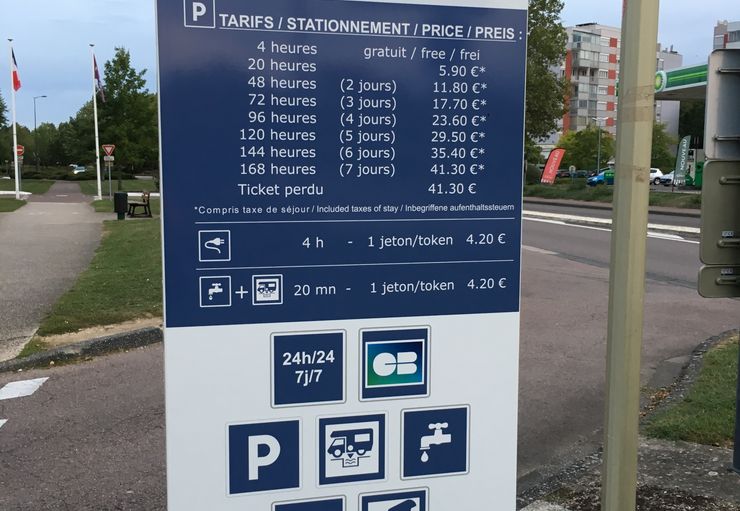 P TARIFS / STATIONNEMENT / PRICE / PREIS :
4 heures gratuit / free / frei
20 heures 5.90 €*
48 heures (2 jours) 11.80 €*
72 heures (3 jours) 17.70 €*
96 heures (4 jours) 23.60 €*
120 heures (5 jours) 29.50 €*
144 heures (6 jours) 35.40 €*
168 heures (7 jours) 41.30 €*
Ticket perdu 41.30 €
*Compris taxe de séjour / Included taxes of stay / Inbegriffene aufenthaltssteuern
4 h - 1 jeton/token 4.20 €
+ 20 mn - 1 jeton/token 4.20 €
24h/24
7j/7
CB
P
bp
NOUVEAU